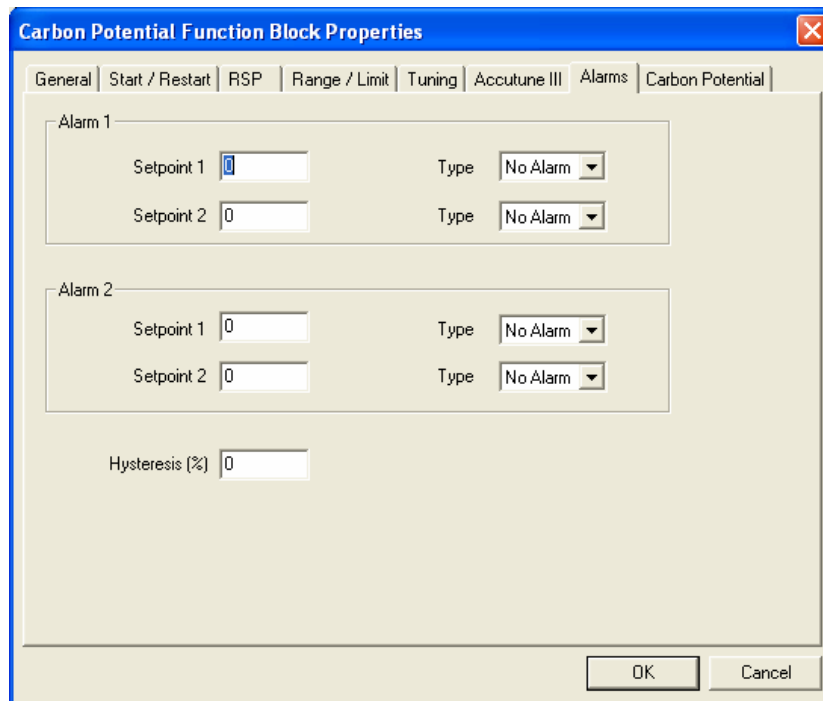 Carbon Potential Function Block Properties
General Start / Restart RSP Range / Limit Tuning Accutune III Alarms Carbon Potential
Alarm 1
Setpoint 1 0 Type No Alarm
Setpoint 2 0 Type No Alarm
Alarm 2
Setpoint 1 0 Type No Alarm
Setpoint 2 0 Type No Alarm
Hysteresis (%) 0
OK Cancel